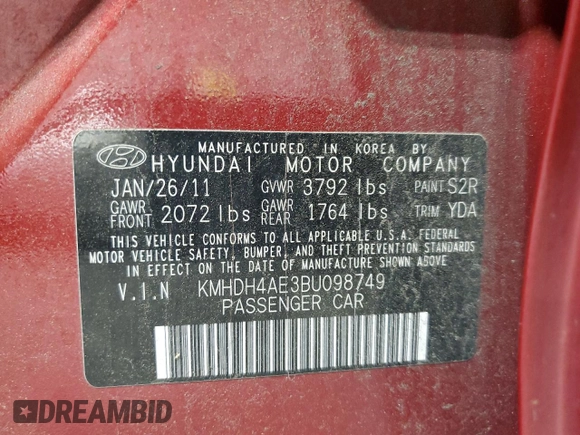 MANUFACTURED IN KOREA BY
HYUNDAI MOTOR COMPANY
JAN/26/11 GVWR 3792 lbs PAINT S2R
GAWR FRONT 2072 lbs GAWR REAR 1764 lbs TRIM YDA
THIS VEHICLE CONFORMS TO ALL APPLICABLE U.S.A. FEDERAL
MOTOR VEHICLE SAFETY, BUMPER, AND THEFT PREVENTION STANDARDS
IN EFFECT ON THE DATE OF MANUFACTURE SHOWN ABOVE
V.I.N KMHDH4AE3BU098749
PASSENGER CAR
DREAMBID